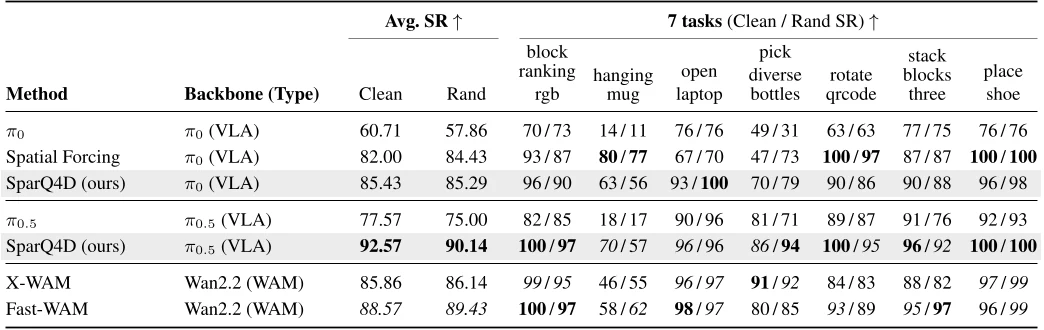 Avg. SR ↑ 7 tasks (Clean / Rand SR) ↑
Method Backbone (Type) Clean Rand block ranking rgb hanging mug open laptop pick diverse bottles rotate qrcode stack blocks three place shoe
π0 π0 (VLA) 60.71 57.86 70 / 73 14 / 11 76 / 76 49 / 31 63 / 63 77 / 75 76 / 76
Spatial Forcing π0 (VLA) 82.00 84.43 93 / 87 80 / 77 67 / 70 47 / 73 100 / 97 87 / 87 100 / 100
SparQ4D (ours) π0 (VLA) 85.43 85.29 96 / 90 63 / 56 93 / 100 70 / 79 90 / 86 90 / 88 96 / 98
π0.5 π0.5 (VLA) 77.57 75.00 82 / 85 18 / 17 90 / 96 81 / 71 89 / 87 91 / 76 92 / 93
SparQ4D (ours) π0.5 (VLA) 92.57 90.14 100 / 97 70 / 57 96 / 96 86 / 94 100 / 95 96 / 92 100 / 100
X-WAM Wan2.2 (WAM) 85.86 86.14 99 / 95 46 / 55 96 / 97 91 / 92 84 / 83 88 / 82 97 / 99
Fast-WAM Wan2.2 (WAM) 88.57 89.43 100 / 97 58 / 62 98 / 97 80 / 85 93 / 89 95 / 97 96 / 99